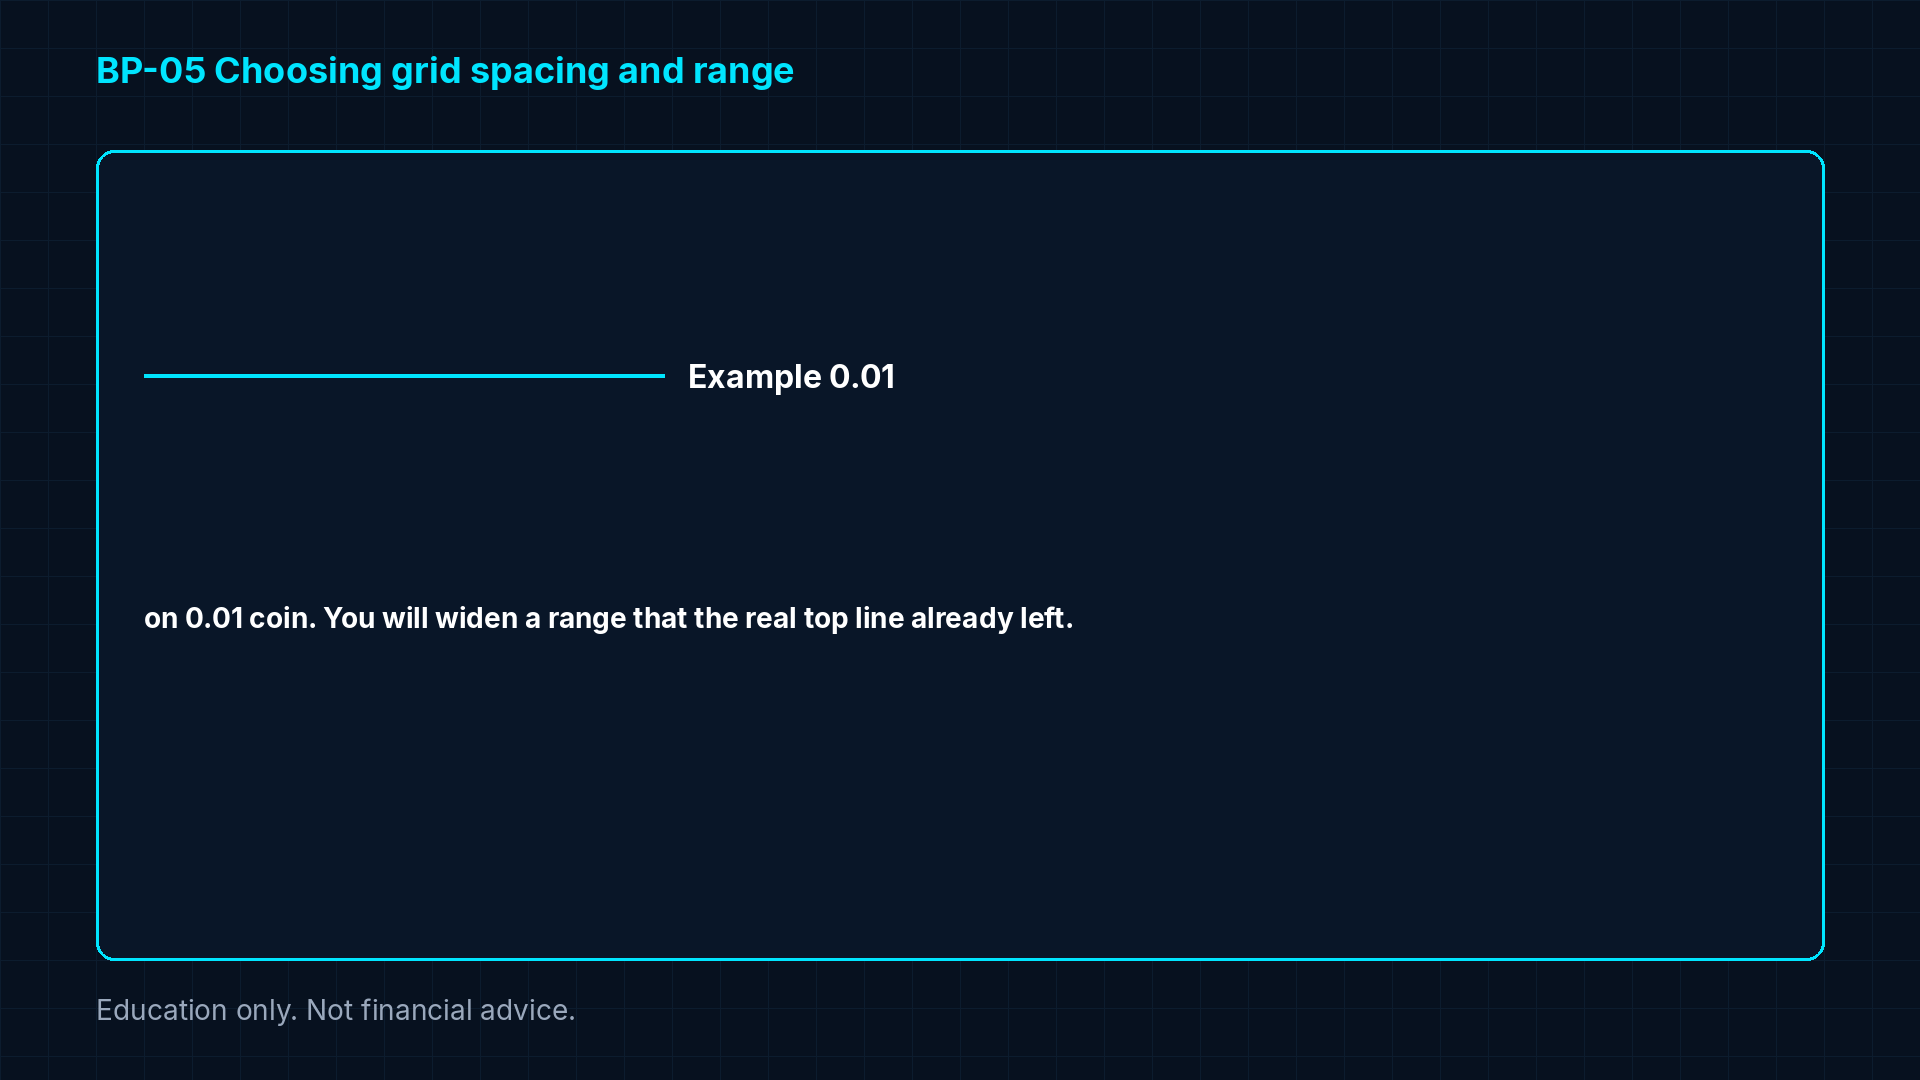 BP-05 Choosing grid spacing and range
Example 0.01
on 0.01 coin. You will widen a range that the real top line already left.
Education only. Not financial advice.